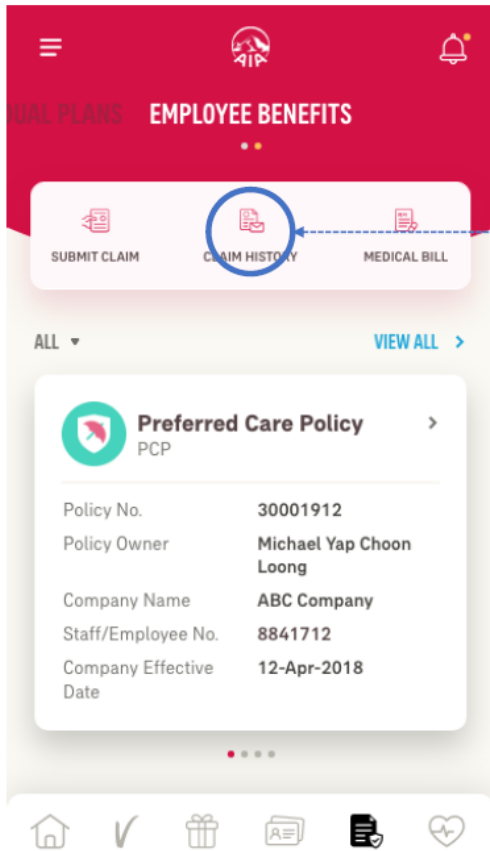 AIA
DUAL PLANS EMPLOYEE BENEFITS
SUBMIT CLAIM CLAIM HISTORY MEDICAL BILL
ALL VIEW ALL
Preferred Care Policy
PCP
Policy No. 30001912
Policy Owner Michael Yap Choon
Loong
Company Name ABC Company
Staff/Employee No. 8841712
Company Effective 12-Apr-2018
Date